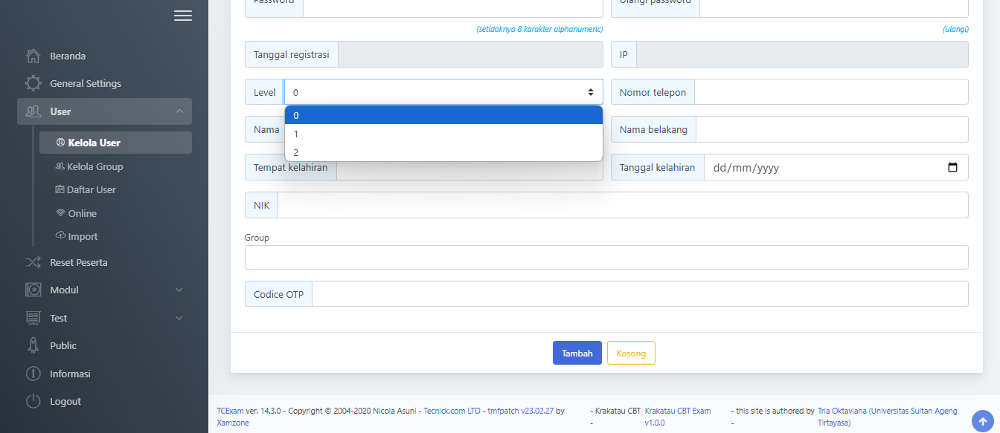 Password
Ulangi password
(setidaknya 8 karakter alphanumeric)
(ulangi)
Tanggal registrasi
IP
Level
0
Nomor telepon
0
1
2
Nama
Nama belakang
Tempat kelahiran
Tanggal kelahiran
dd/mm/yyyy
NIK
Group
Codice OTP
Tambah
Kosong
Beranda
General Settings
User
Kelola User
Kelola Group
Daftar User
Online
Import
Reset Peserta
Modul
Test
Public
Informasi
Logout
TCExam ver. 14.3.0 - Copyright © 2004-2020 Nicola Asuni - Tecnick.com LTD - tmfpatch v23.02.27 by
Xamzone
- Krakatau CBT
-
Krakatau CBT Exam
v1.0.0
- this site is authored by
-
Tria Oktaviana (Universitas Sultan Ageng
Tirtayasa)